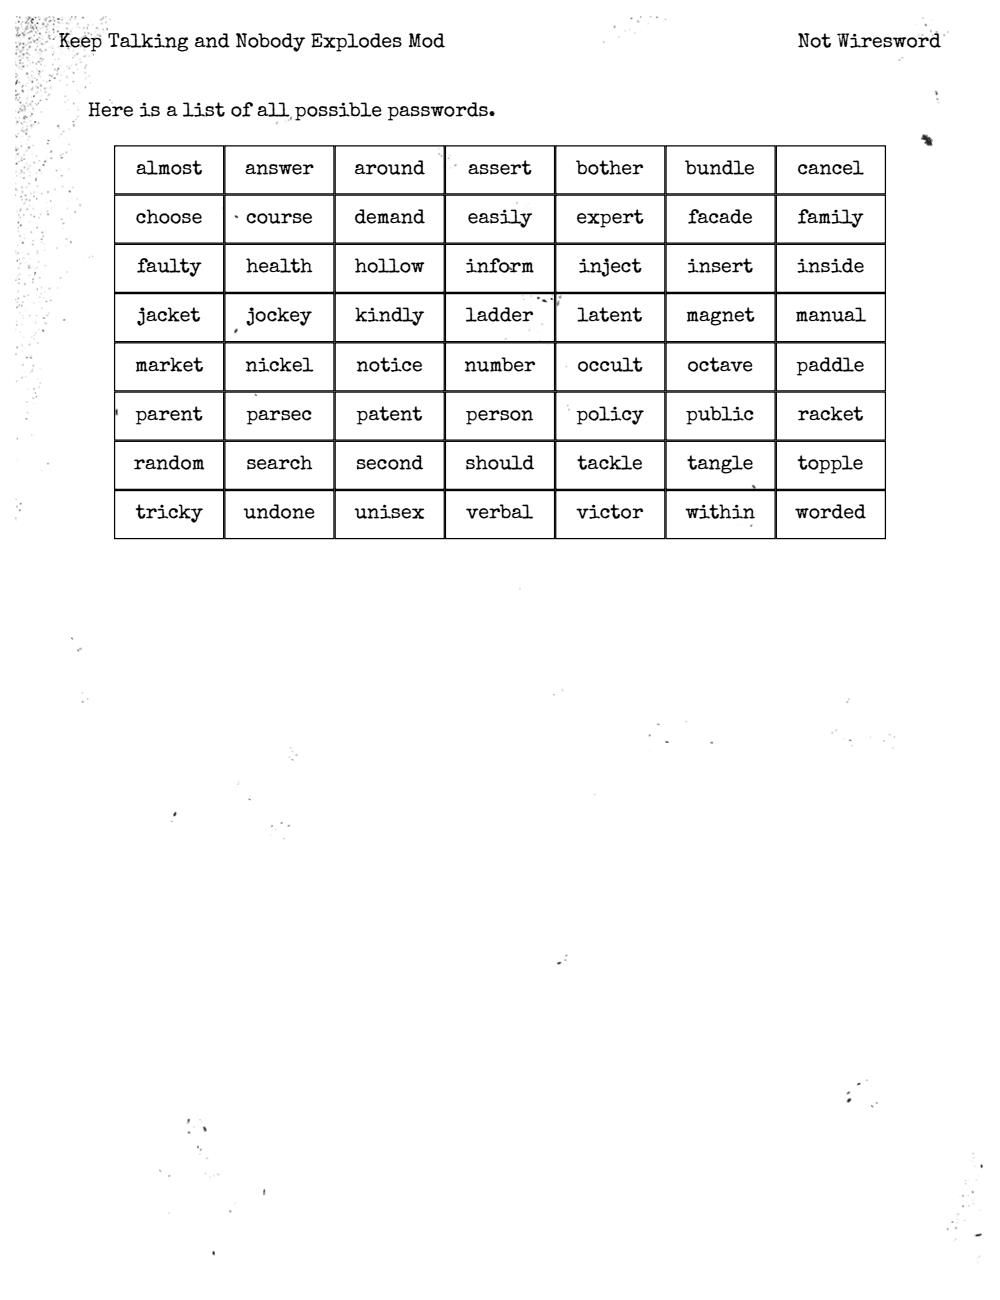 Keep Talking and Nobody Explodes Mod Not Wiresword
Here is a list of all possible passwords.
almost answer around assert bother bundle cancel
choose course demand easily expert facade family
faulty health hollow inform inject insert inside
jacket jockey kindly ladder latent magnet manual
market nickel notice number occult octave paddle
parent parsec patent person policy public racket
random search second should tackle tangle topple
tricky undone unisex verbal victor within worded